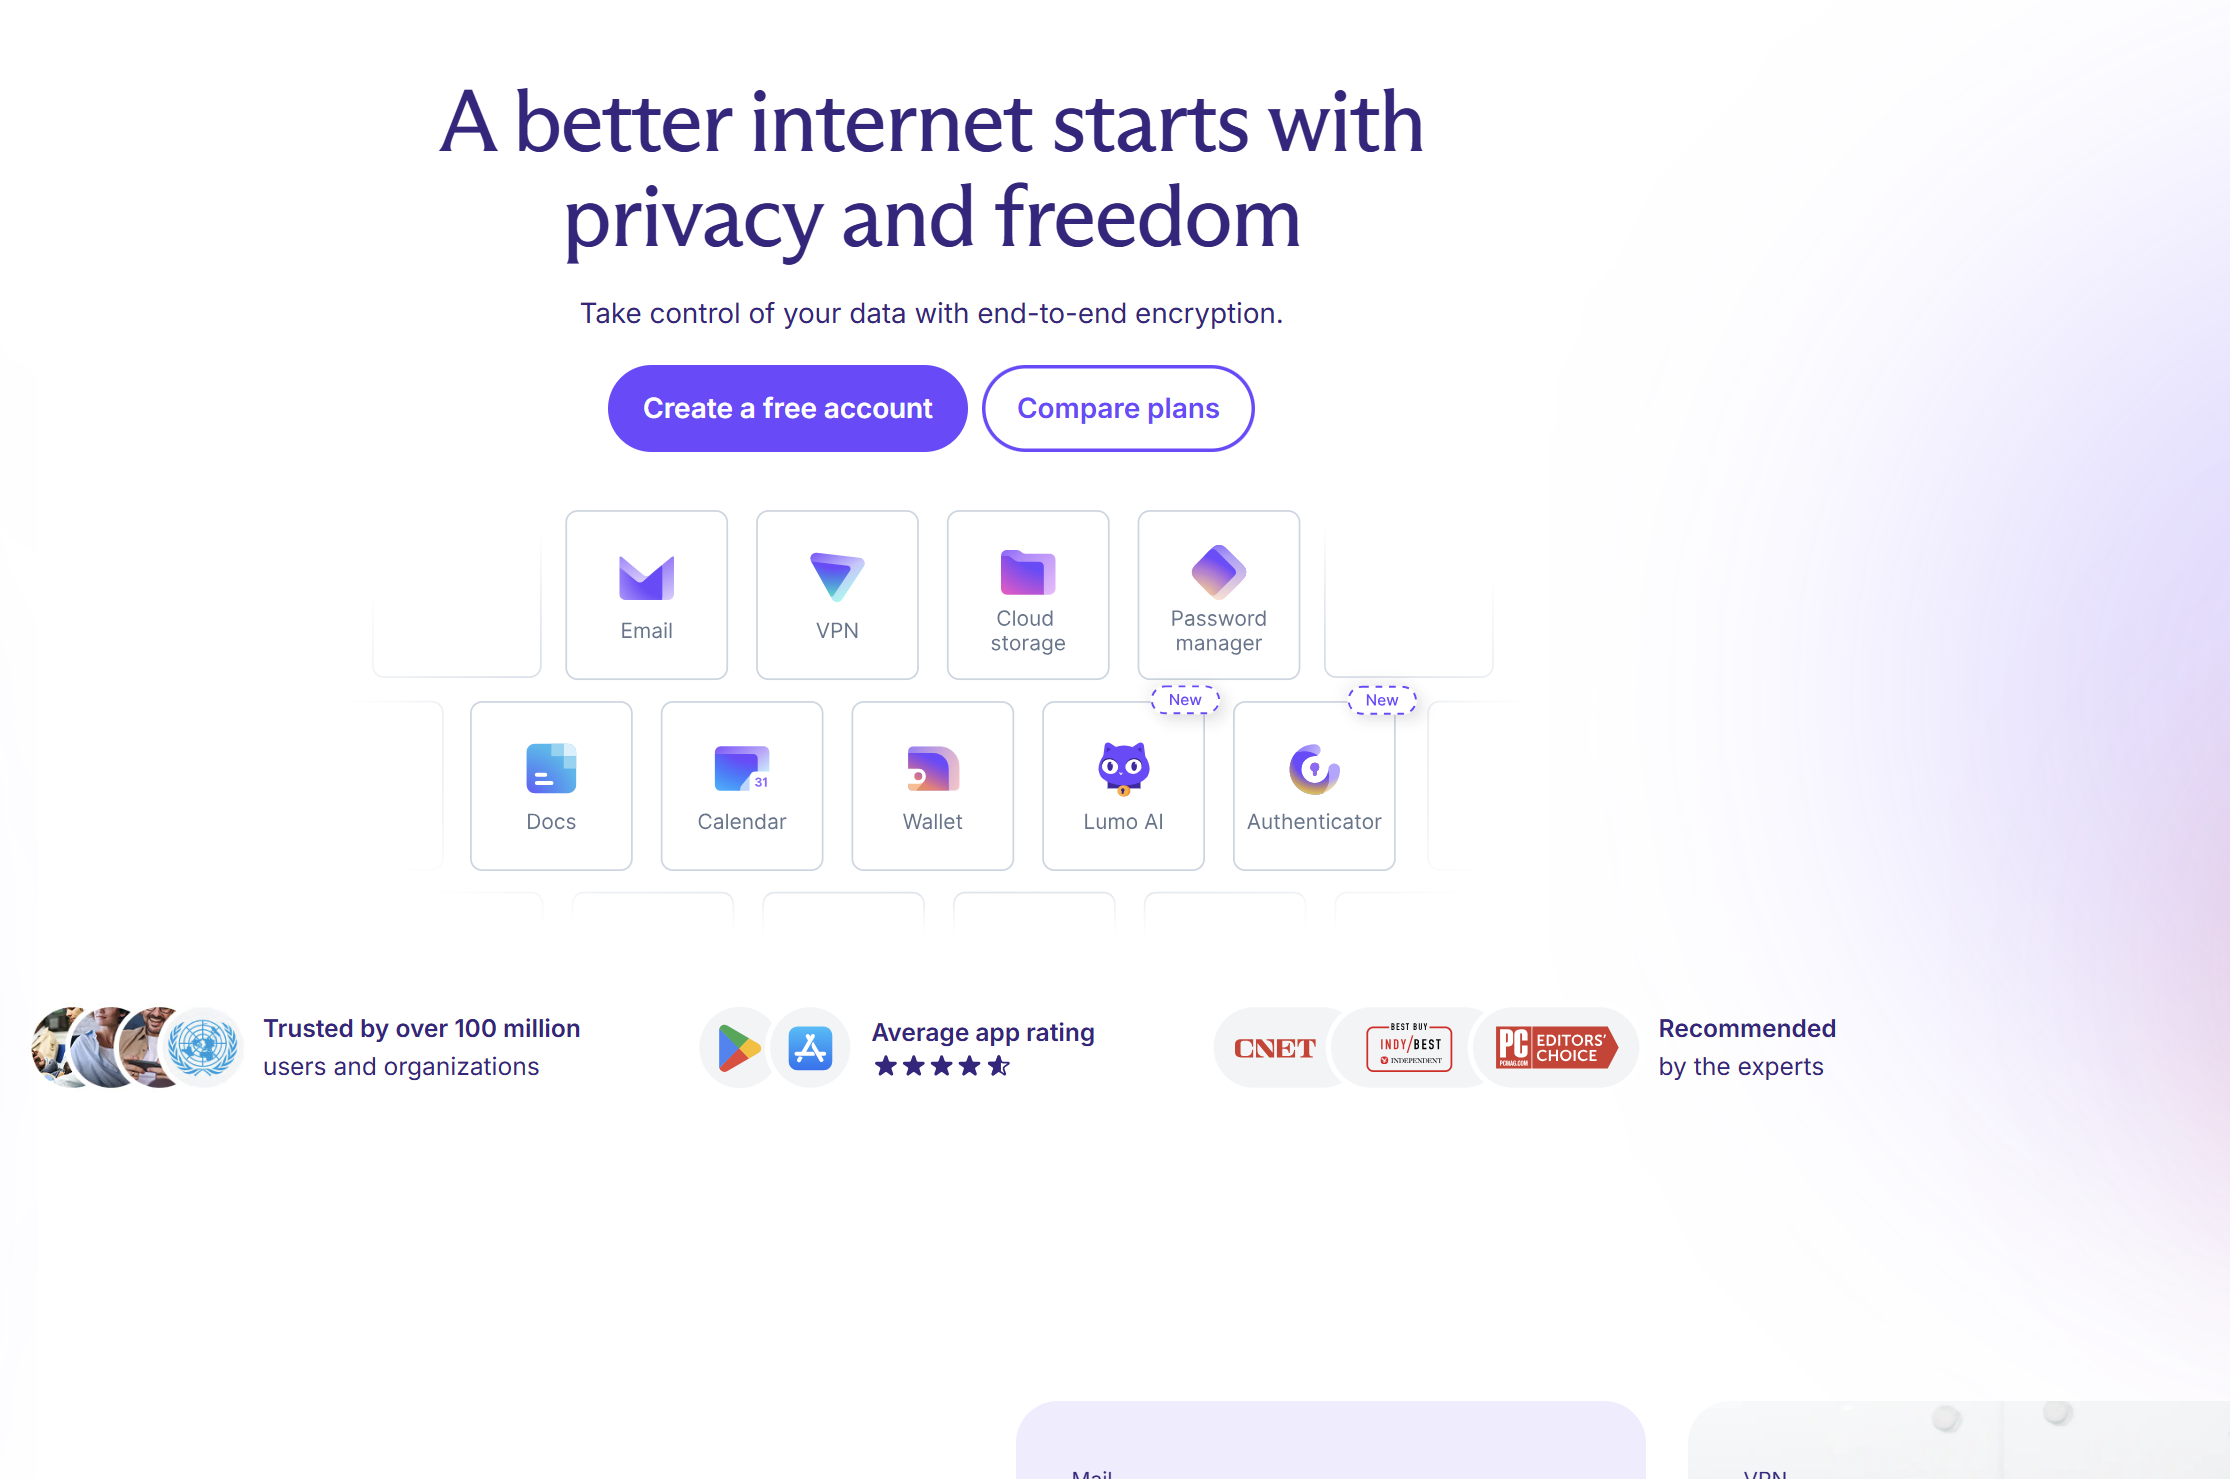 A better internet starts with
privacy and freedom
Take control of your data with end-to-end encryption.
Create a free account
Compare plans
Email
VPN
Cloud
storage
Password
manager
New
New
31
Docs
Calendar
Wallet
Lumo AI
Authenticator
Trusted by over 100 million
users and organizations
Average app rating
CNET
BEST BUY
INDY/BEST
INDEPENDENT
PC
PCMAG.COM
EDITORS'
CHOICE
Recommended
by the experts
Mail
VPN